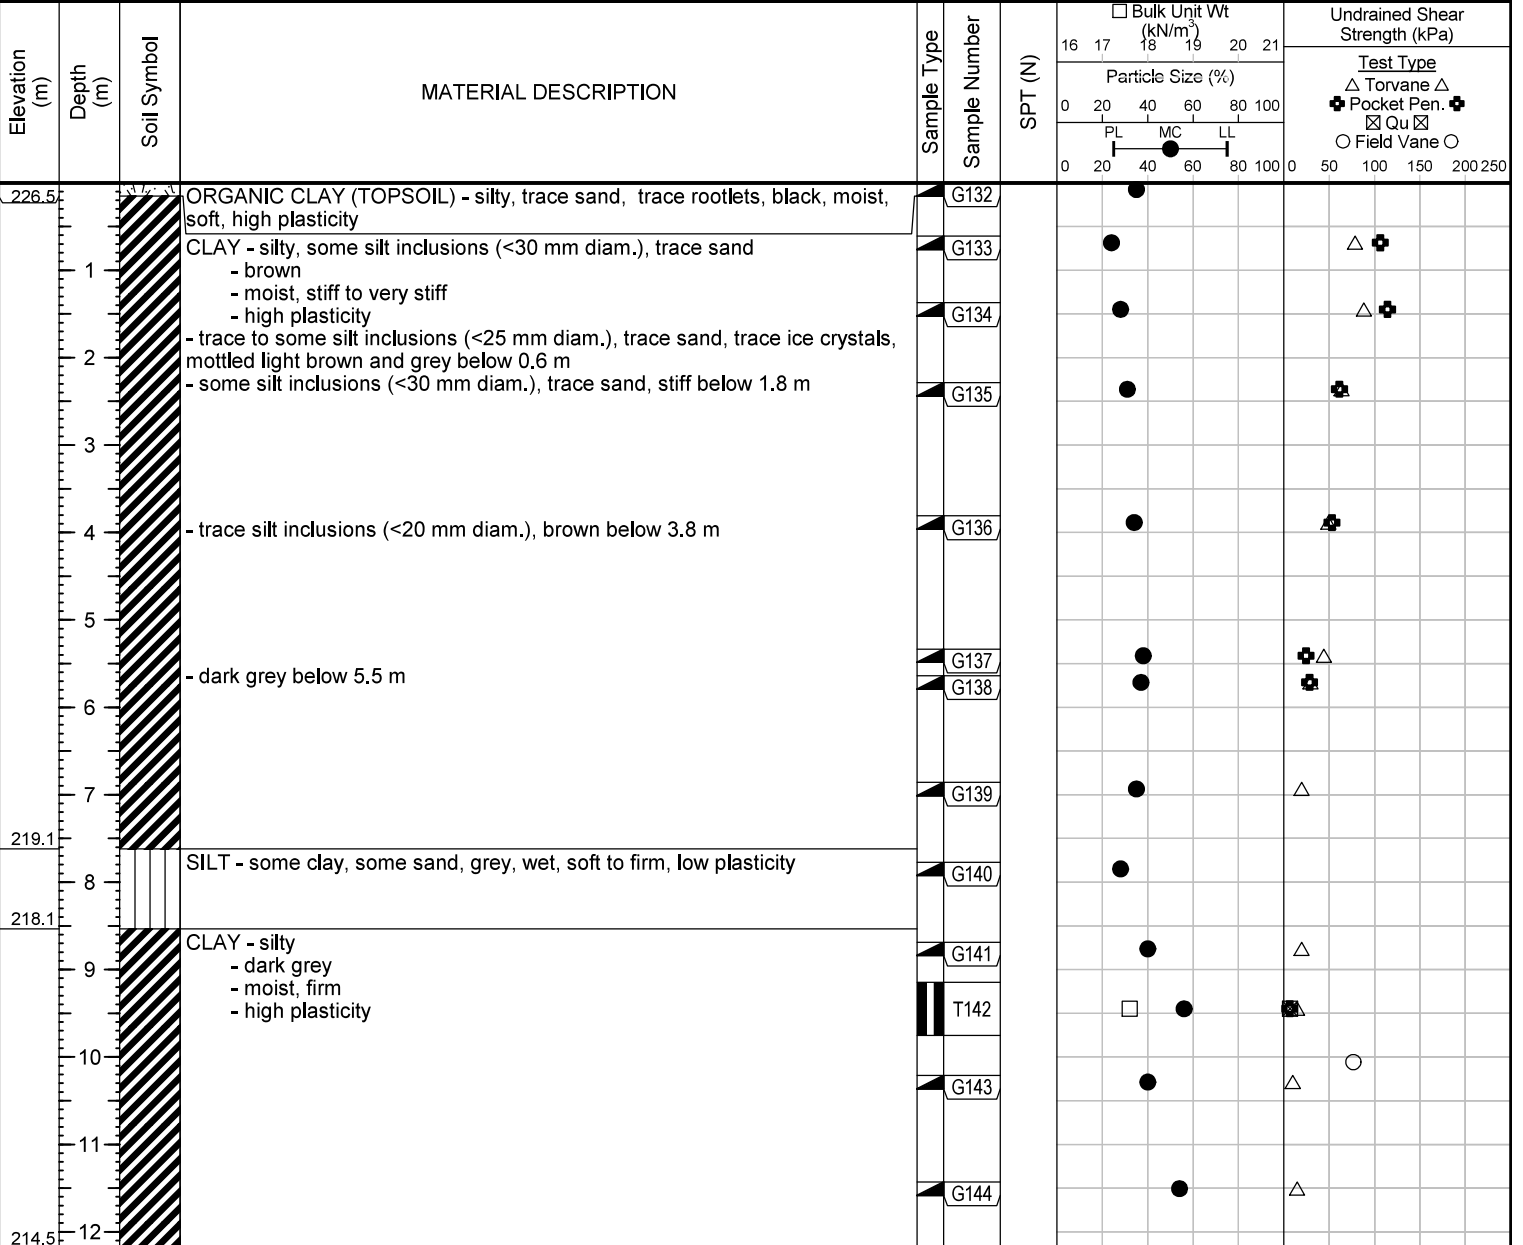 Elevation
(m)
Depth
(m)
Soil Symbol
MATERIAL DESCRIPTION
Sample Type
Sample Number
SPT (N)
Bulk Unit Wt
(kN/m³)
16 17 18 19 20 21
Particle Size (%)
0 20 40 60 80 100
PL MC LL
0 20 40 60 80 100
Undrained Shear
Strength (kPa)
Test Type
△ Torvane △
Pocket Pen.
☒ Qu ☒
○ Field Vane ○
0 50 100 150 200 250
226.5
ORGANIC CLAY (TOPSOIL) - silty, trace sand, trace rootlets, black, moist,
soft, high plasticity
G132
CLAY - silty, some silt inclusions (<30 mm diam.), trace sand
G133
1
- brown
- moist, stiff to very stiff
- high plasticity
G134
- trace to some silt inclusions (<25 mm diam.), trace sand, trace ice crystals,
mottled light brown and grey below 0.6 m
2
- some silt inclusions (<30 mm diam.), trace sand, stiff below 1.8 m
G135
3
- trace silt inclusions (<20 mm diam.), brown below 3.8 m
G136
4
5
G137
- dark grey below 5.5 m
G138
6
7
G139
219.1
SILT - some clay, some sand, grey, wet, soft to firm, low plasticity
G140
8
218.1
CLAY - silty
G141
9
- dark grey
- moist, firm
- high plasticity
T142
10
G143
11
G144
12
214.5